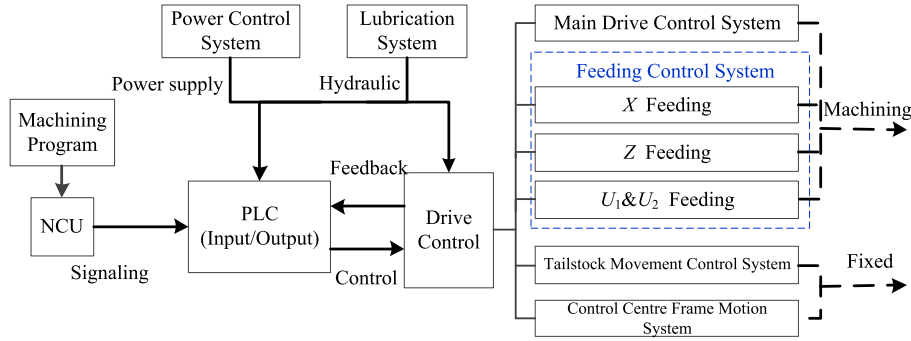 Power Control
System
Lubrication
System
Power supply
Hydraulic
Machining
Program
NCU
Signaling
PLC
(Input/Output)
Feedback
Control
Drive
Control
Main Drive Control System
Feeding Control System
X Feeding
Z Feeding
U₁&U₂ Feeding
Tailstock Movement Control System
Control Centre Frame Motion
System
Machining
Fixed